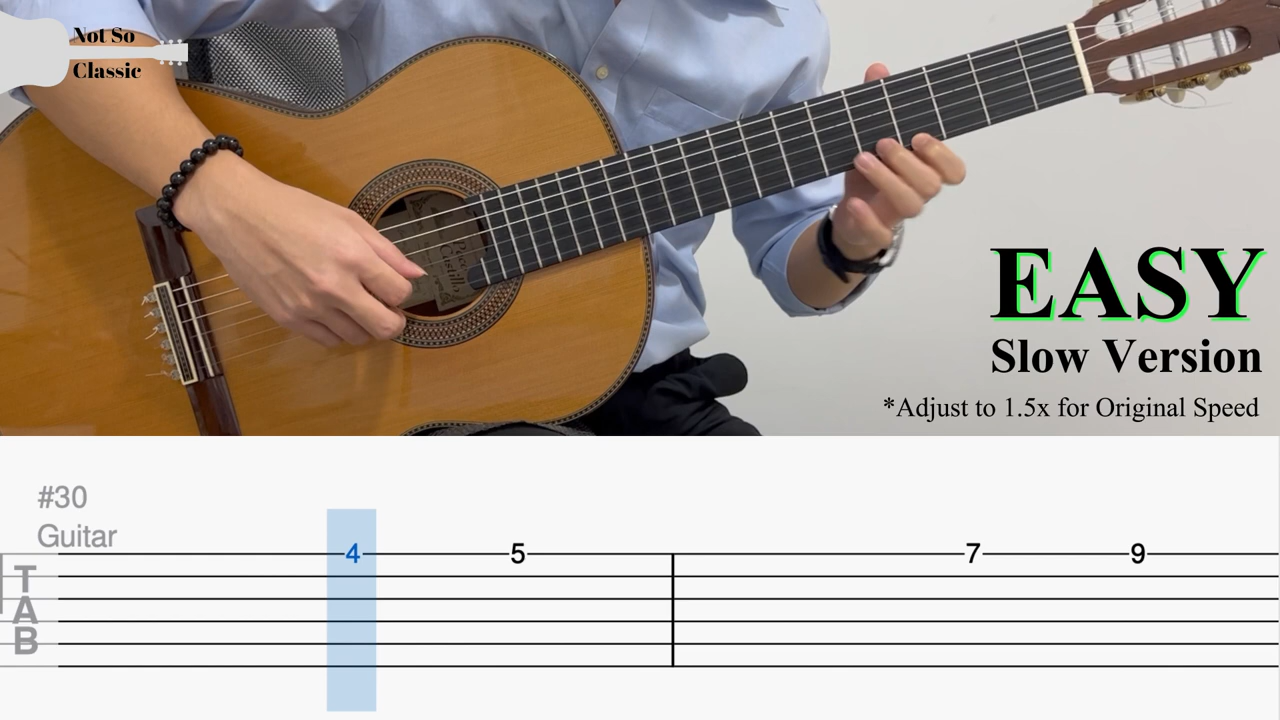 Not So
Classic
EASY
Slow Version
*Adjust to 1.5x for Original Speed
#30
Guitar
4 5 7 9
T
A
B